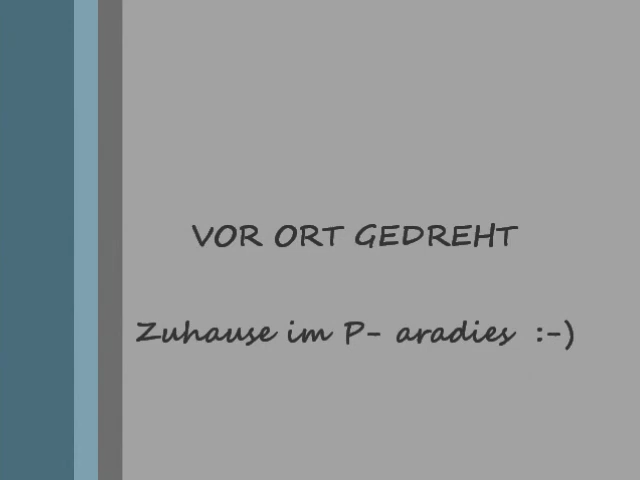 VOR ORT GEDREHT
Zuhause im P- aradies :-)